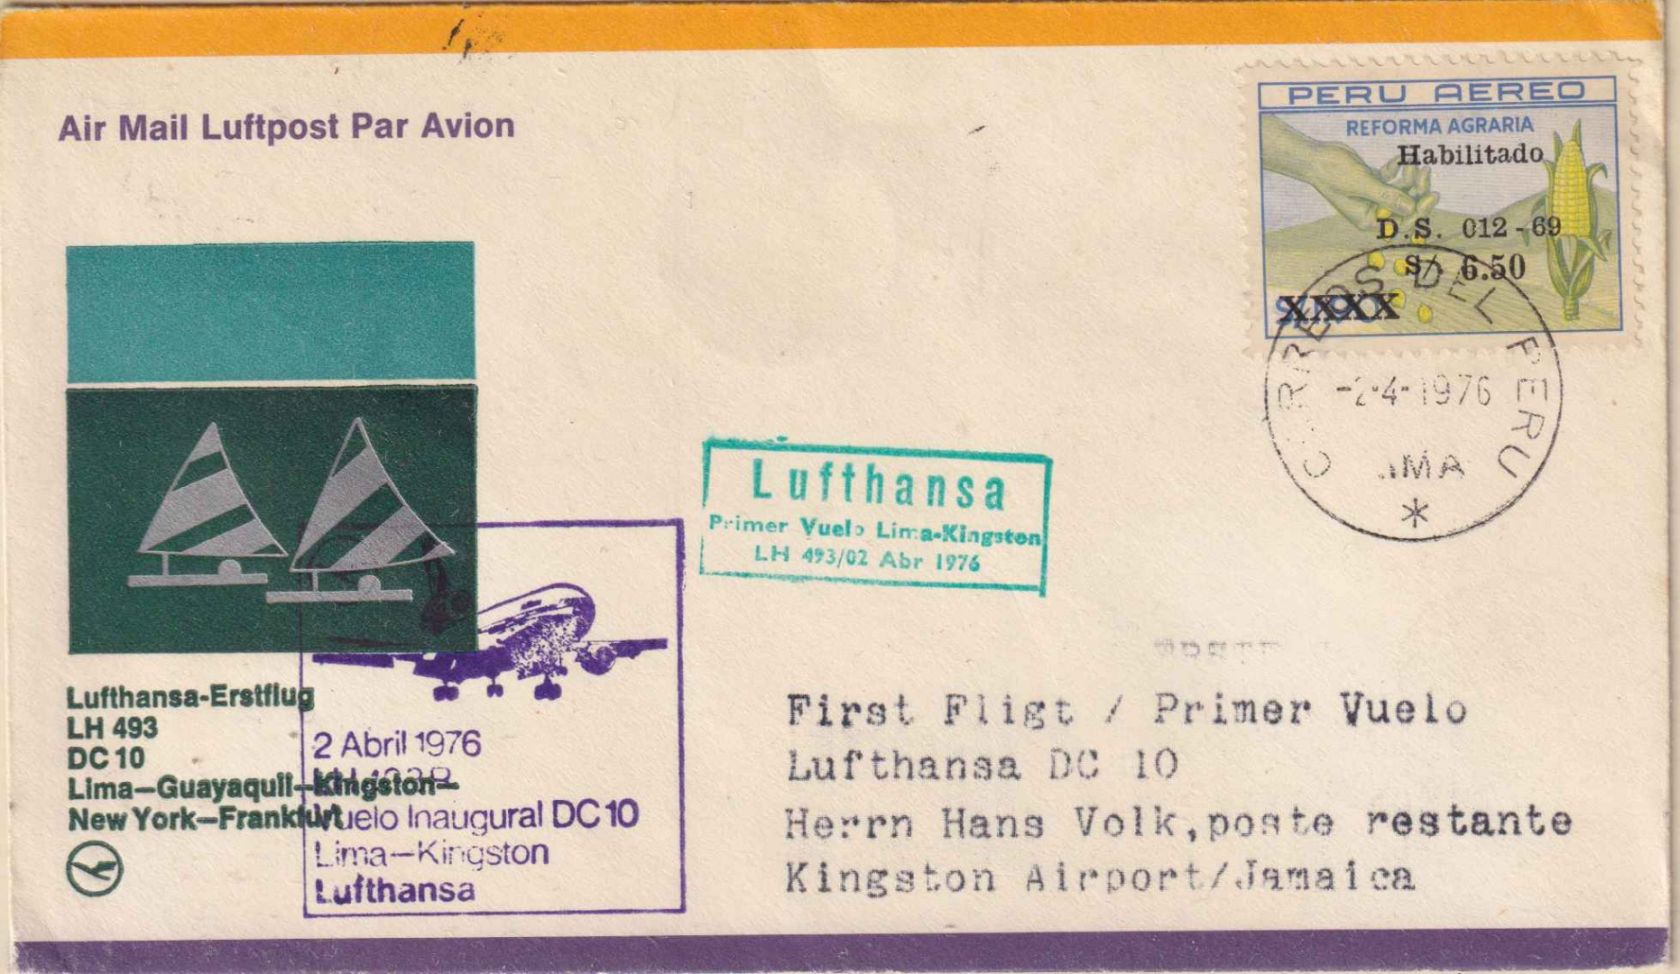 Air Mail Luftpost Par Avion
PERU AEREO
REFORMA AGRARIA
Habilitado
D.S. 012-69
S/. 6.50
XXXX
CORREOS DEL PERU
-2-4-1976
LIMA
*
Lufthansa
Primer Vuelo Lima-Kingston
LH 493/02 Abr 1976
Lufthansa-Erstflug
LH 493
DC 10
Lima–Guayaquil–Kingston–
New York–Frankfurt
2 Abril 1976
Vuelo Inaugural DC10
Lima–Kingston
Lufthansa
First Fligt / Primer Vuelo
Lufthansa DC 10
Herrn Hans Volk,poste restante
Kingston Airport/Jamaica